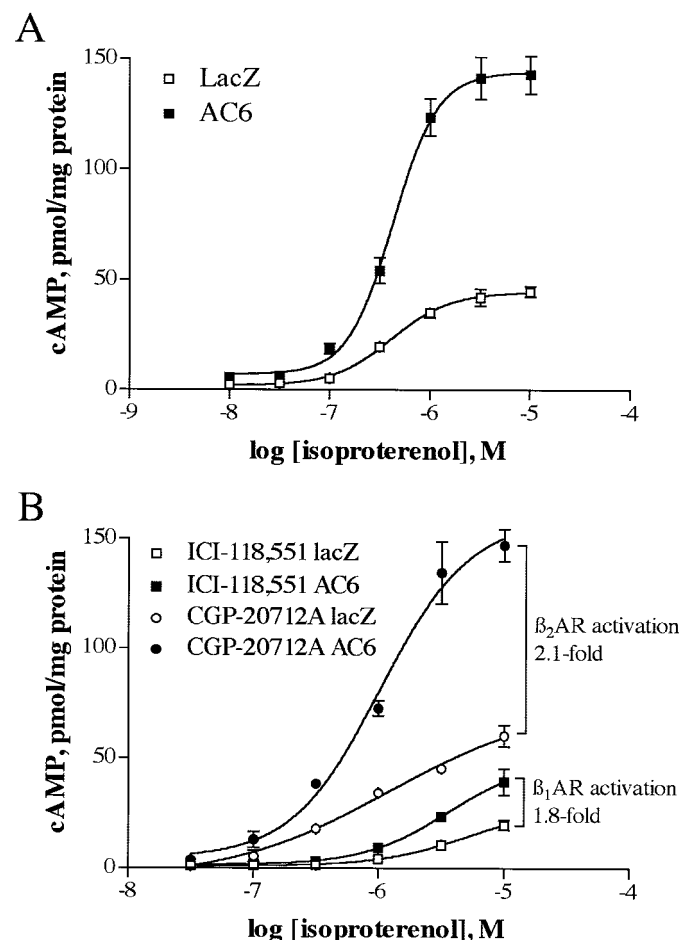 A
150
100
50
0
cAMP, pmol/mg protein
LacZ
AC6
-9
-8
-7
-6
-5
-4
log [isoproterenol], M
B
150
100
50
0
cAMP, pmol/mg protein
ICI-118,551 lacZ
ICI-118,551 AC6
CGP-20712A lacZ
CGP-20712A AC6
ß₂AR activation
2.1-fold
ß₁AR activation
1.8-fold
-8
-7
-6
-5
-4
log [isoproterenol], M